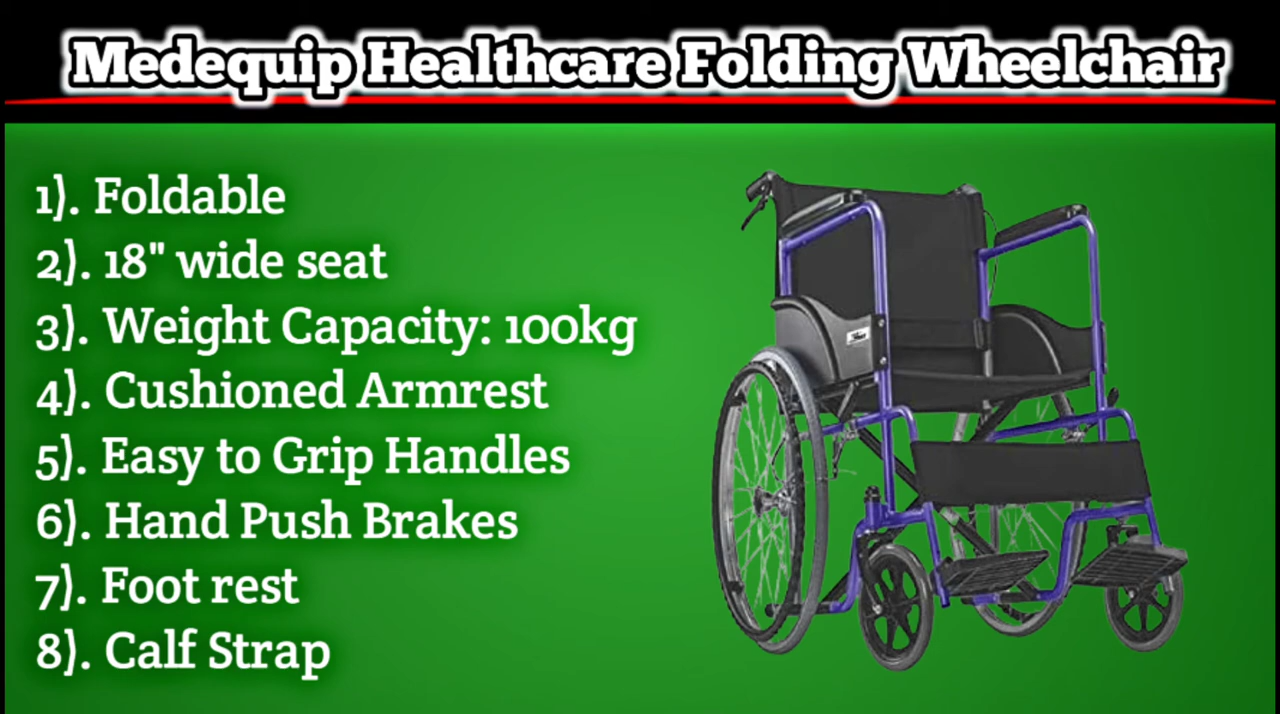 Medequip Healthcare Folding Wheelchair
1). Foldable
2). 18" wide seat
3). Weight Capacity: 100kg
4). Cushioned Armrest
5). Easy to Grip Handles
6). Hand Push Brakes
7). Foot rest
8). Calf Strap